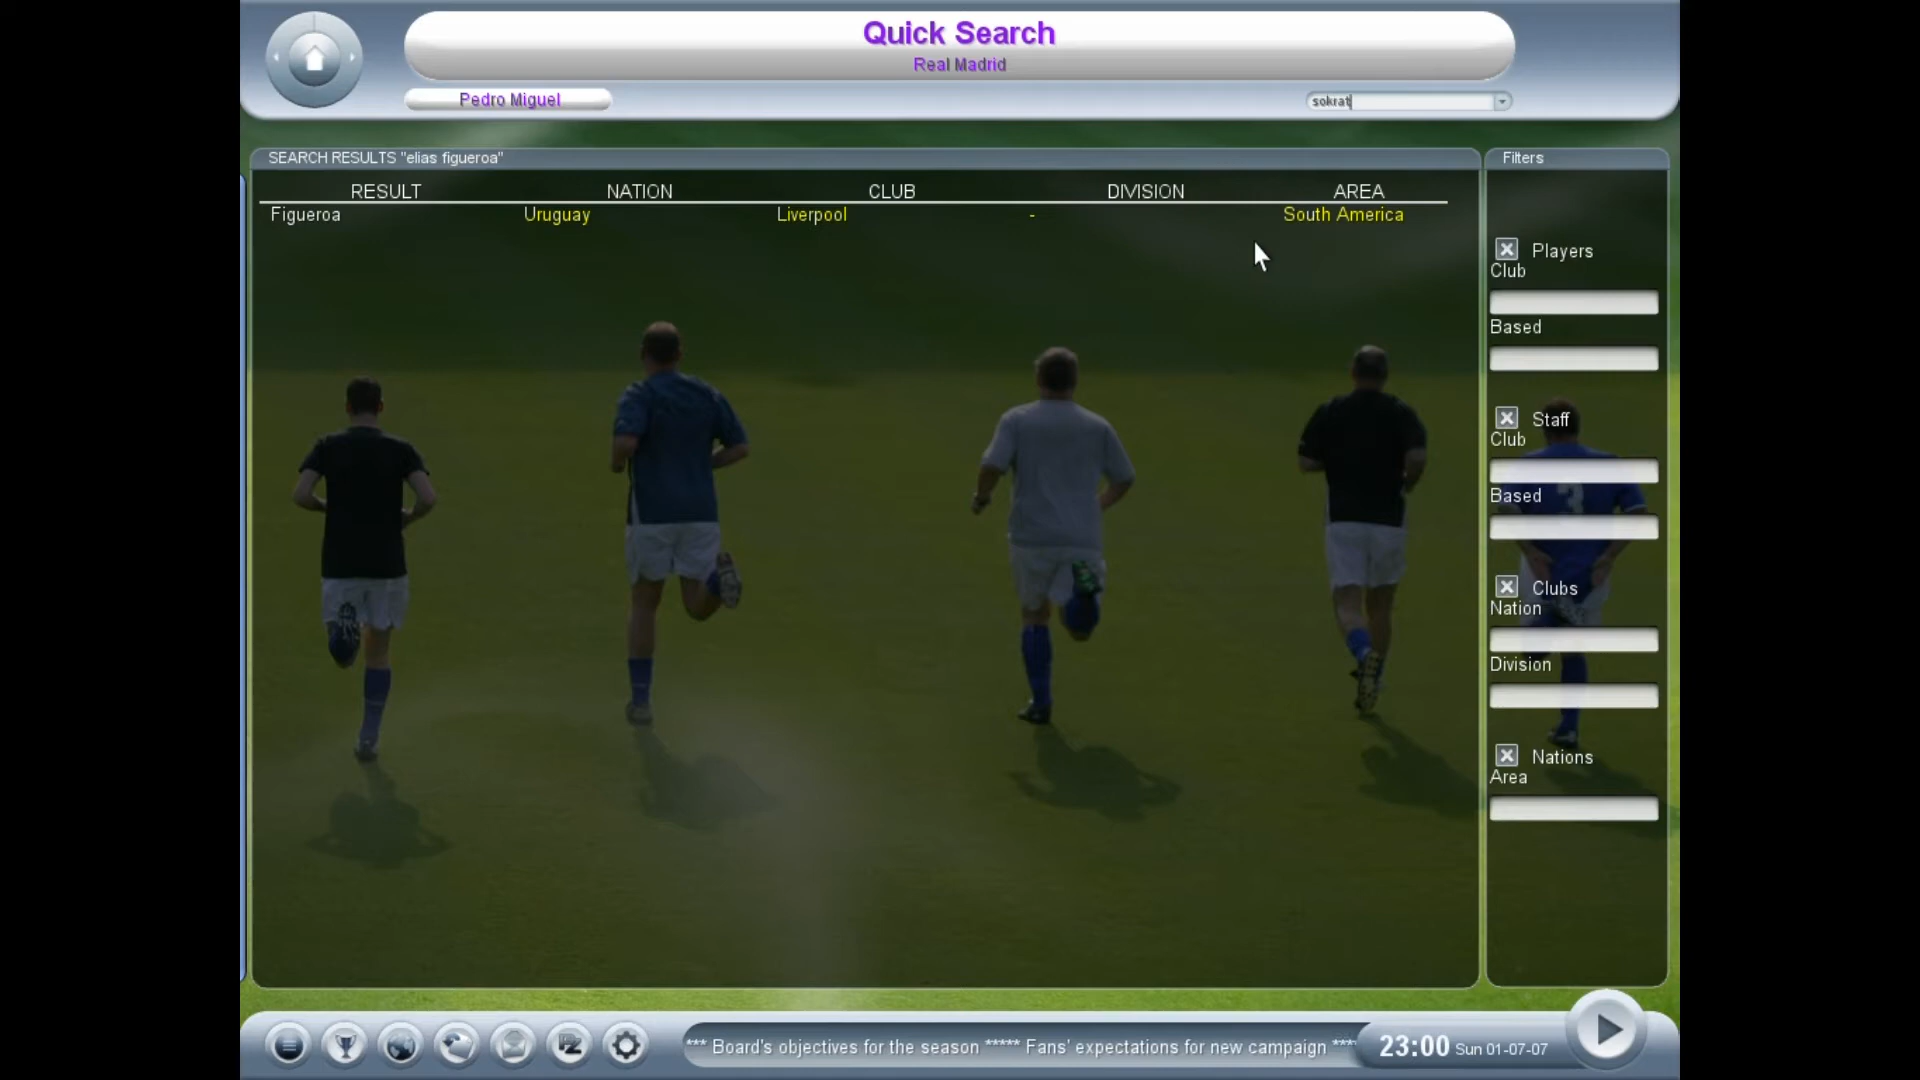 Quick Search
Real Madrid
Pedro Miguel
sokrat
SEARCH RESULTS "elias figueroa"
RESULT NATION CLUB DIVISION AREA
Figueroa Uruguay Liverpool - South America
Filters
Players
Club
Based
Staff
Club
Based
3
Clubs
Nation
Division
Nations
Area
*** Board's objectives for the season ***** Fans' expectations for new campaign ****
23:00 Sun 01-07-07